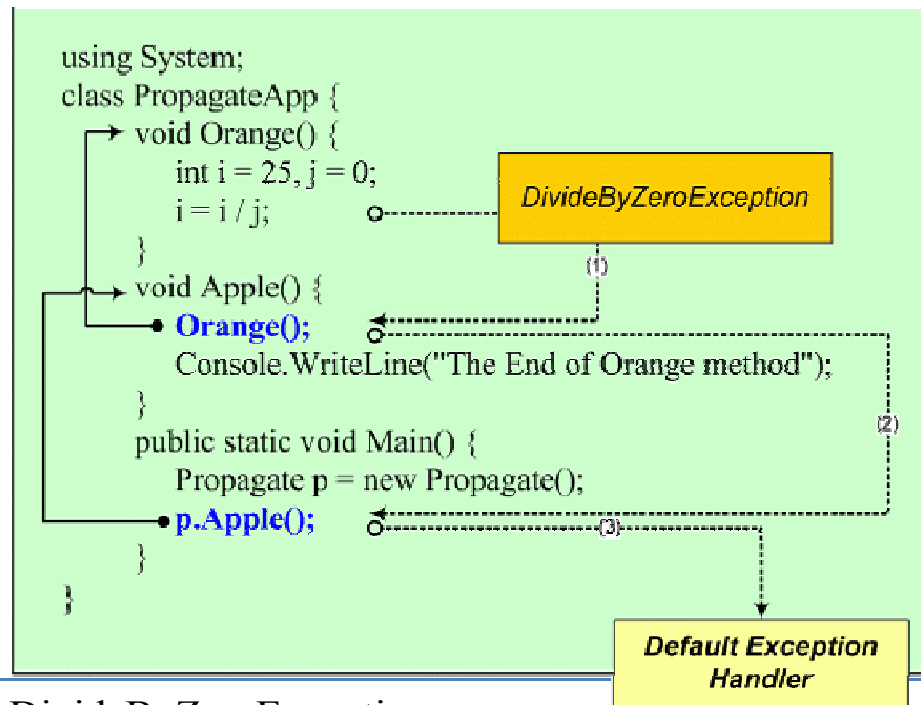 using System;
class PropagateApp {
void Orange() {
int i = 25, j = 0;
i = i / j;
DivideByZeroException
}
(1)
void Apple() {
Orange();
Console.WriteLine("The End of Orange method");
}
(2)
public static void Main() {
Propagate p = new Propagate();
p.Apple();
(3)
}
}
Default Exception
Handler